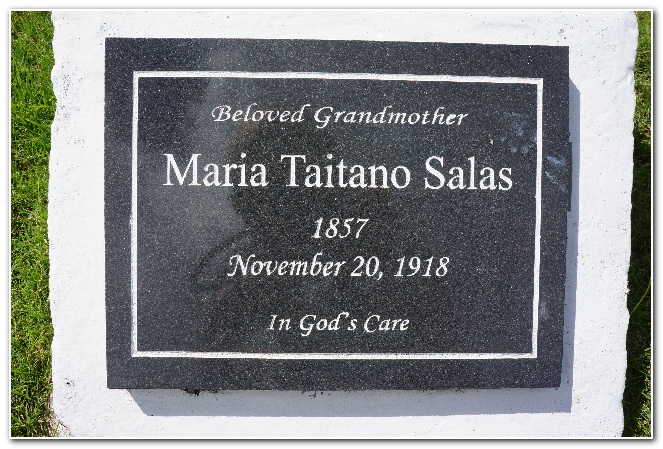 Beloved Grandmother
Maria Taitano Salas
1857
November 20, 1918
In God's Care